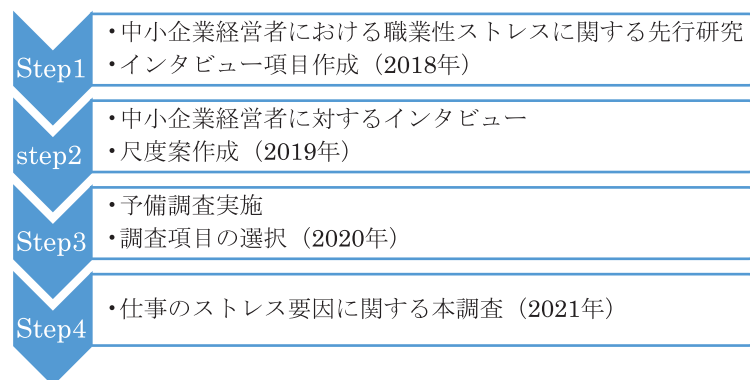 Step1
・中小企業経営者における職業性ストレスに関する先行研究
・インタビュー項目作成（2018年）
step2
・中小企業経営者に対するインタビュー
・尺度案作成（2019年）
Step3
・予備調査実施
・調査項目の選択（2020年）
Step4
・仕事のストレス要因に関する本調査（2021年）